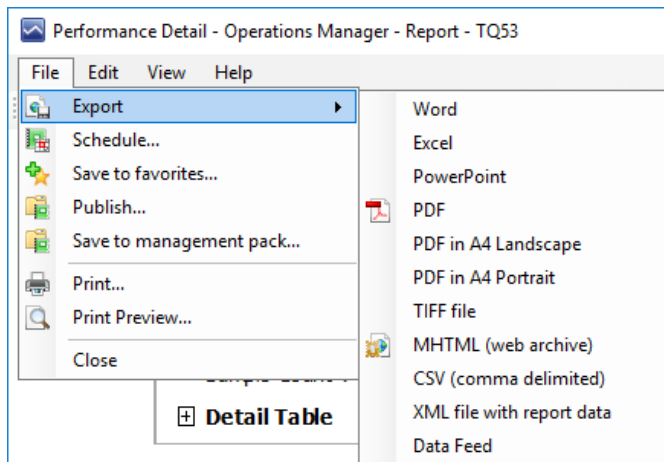 Performance Detail - Operations Manager - Report - TQ53
File Edit View Help
Export
Schedule...
Save to favorites...
Publish...
Save to management pack...
Print...
Print Preview...
Close
Word
Excel
PowerPoint
PDF
PDF in A4 Landscape
PDF in A4 Portrait
TIFF file
MHTML (web archive)
CSV (comma delimited)
XML file with report data
Data Feed
Detail Table